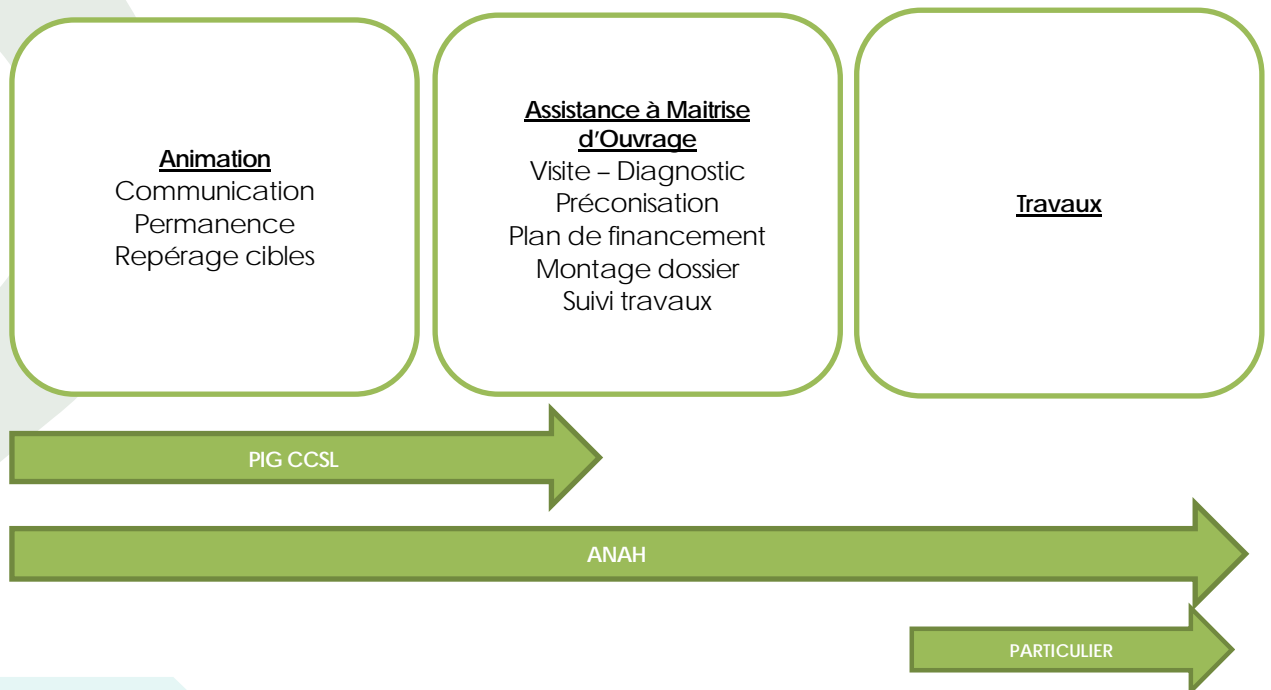 Animation
Communication
Permanence
Repérage cibles
Assistance à Maitrise
d'Ouvrage
Visite – Diagnostic
Préconisation
Plan de financement
Montage dossier
Suivi travaux
Travaux
PIG CCSL
ANAH
PARTICULIER